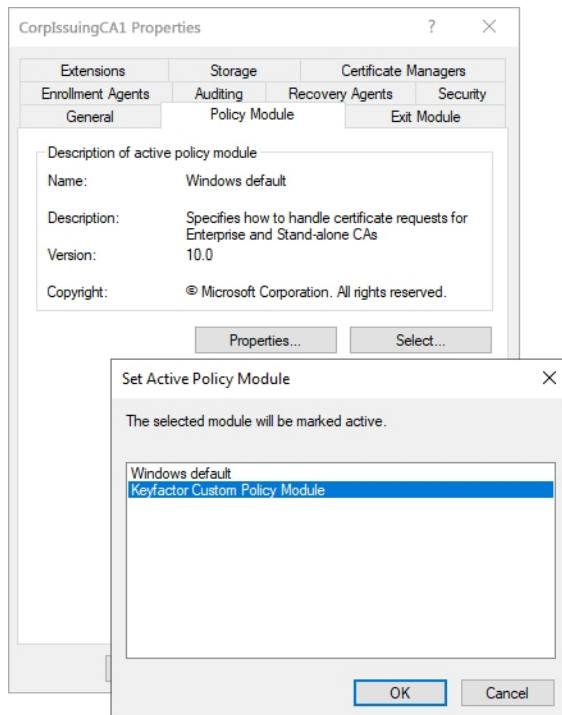 CorpIssuingCA1 Properties
?
Extensions Storage Certificate Managers
Enrollment Agents Auditing Recovery Agents Security
General Policy Module Exit Module
Description of active policy module
Name: Windows default
Description: Specifies how to handle certificate requests for
Enterprise and Stand-alone CAs
Version: 10.0
Copyright: © Microsoft Corporation. All rights reserved.
Properties... Select...
Set Active Policy Module
The selected module will be marked active.
Windows default
Keyfactor Custom Policy Module
OK Cancel